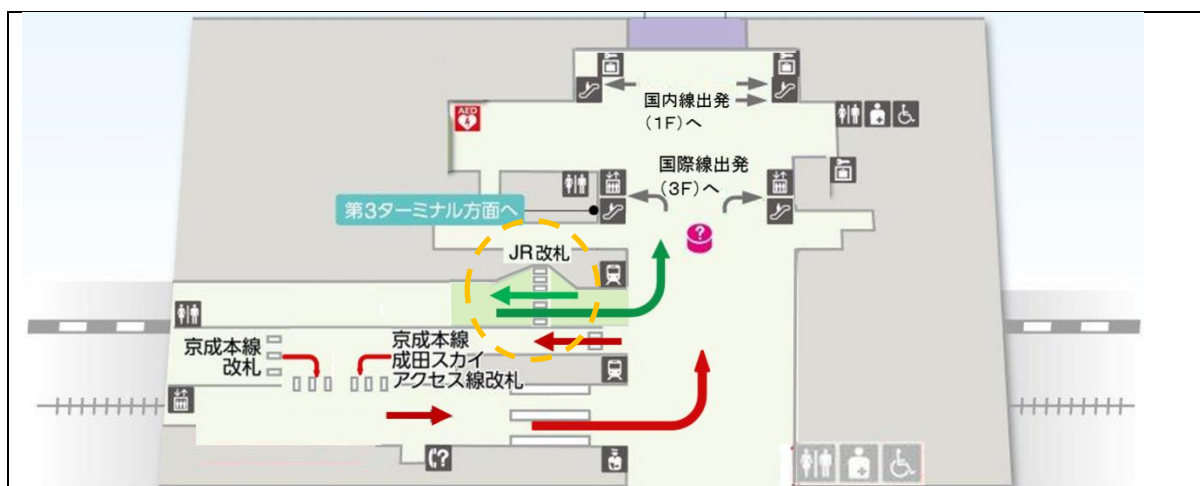 国内線出発
(1F)へ
AED
国際線出発
(3F)へ
第3ターミナル方面へ
?
JR改札
京成本線
改札
京成本線
成田スカイ
アクセス線改札
?